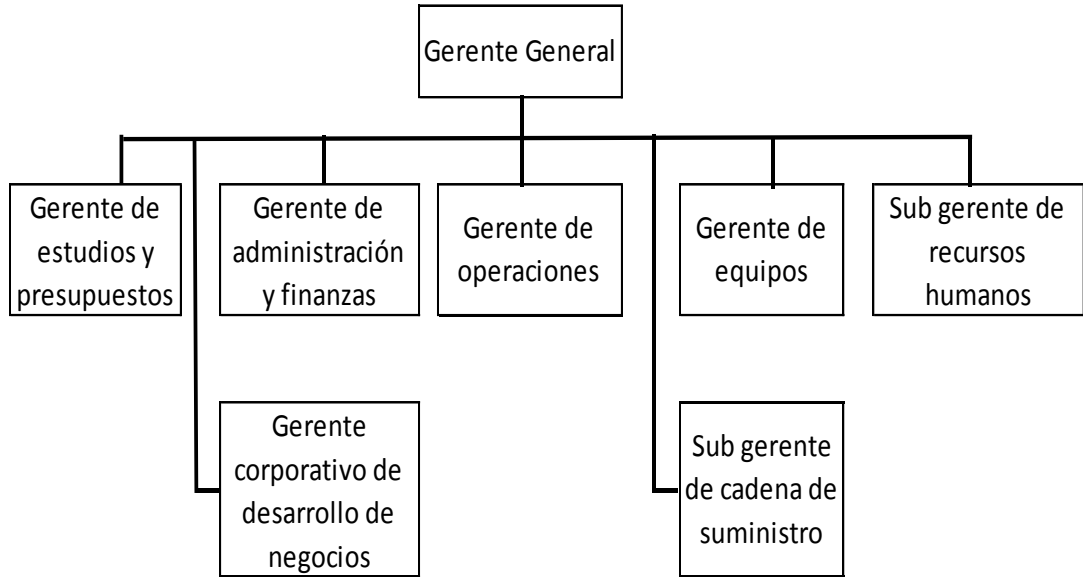 Gerente General
Gerente de
estudios y
presupuestos
Gerente de
administración
y finanzas
Gerente de
operaciones
Gerente de
equipos
Sub gerente de
recursos
humanos
Gerente
corporativo de
desarrollo de
negocios
Sub gerente
de cadena de
suministro